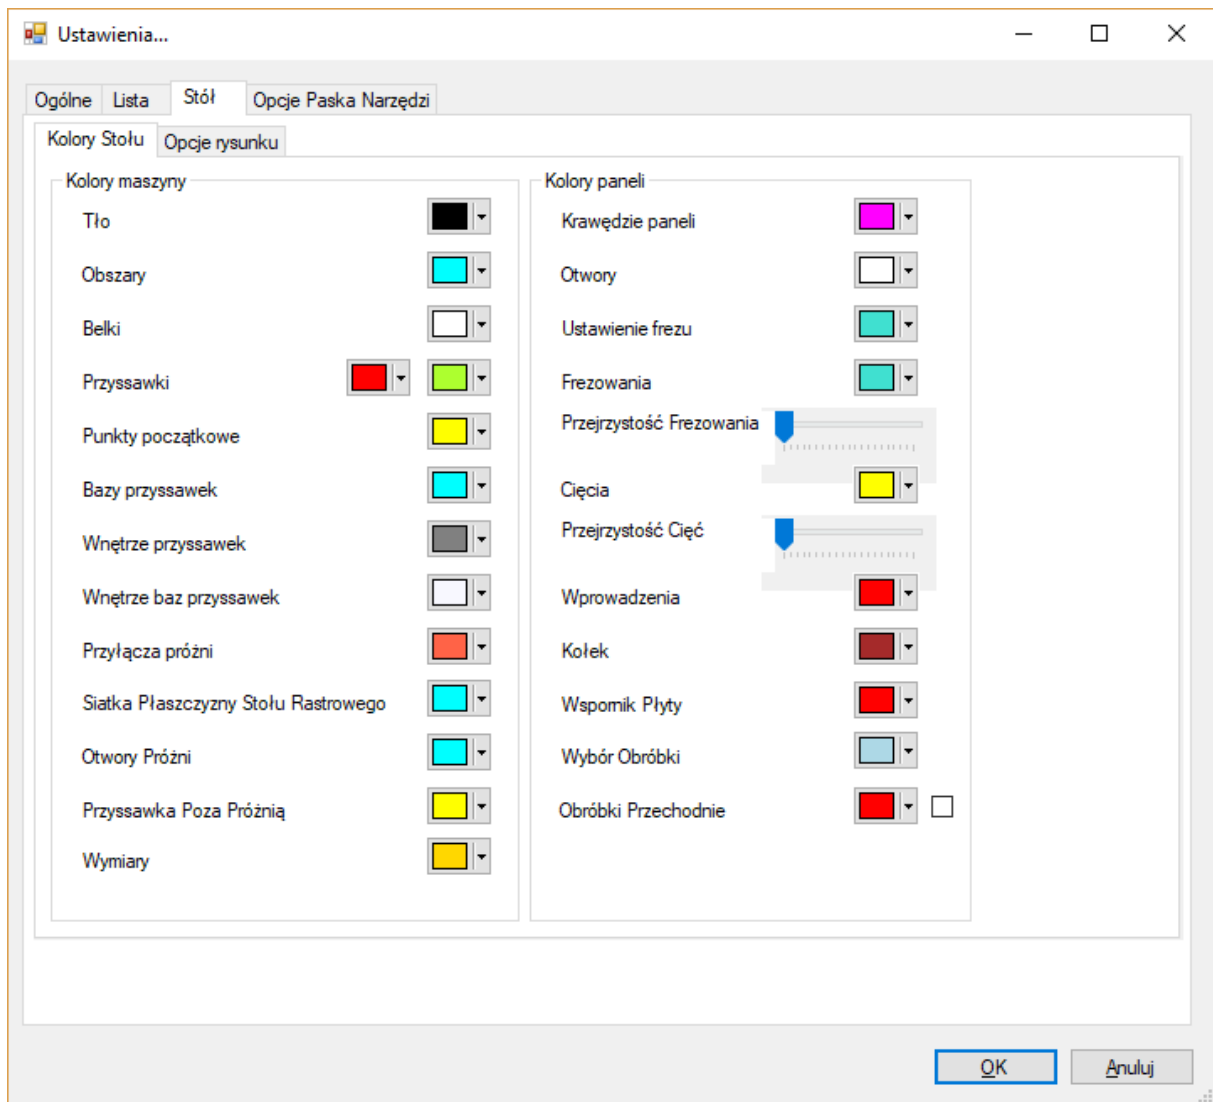 Ustawienia...
Ogólne Lista Stół Opcje Paska Narzędzi
Kolory Stołu Opcje rysunku
Kolory maszyny
Tło
Obszary
Belki
Przyssawki
Punkty początkowe
Bazy przyssawek
Wnętrze przyssawek
Wnętrze baz przyssawek
Przyłącza próżni
Siatka Płaszczyzny Stołu Rastrowego
Otwory Próżni
Przyssawka Poza Próżnią
Wymiary
Kolory paneli
Krawędzie paneli
Otwory
Ustawienie frezu
Frezowania
Przejrzystość Frezowania
Cięcia
Przejrzystość Cięć
Wprowadzenia
Kołek
Wspornik Płyty
Wybór Obróbki
Obróbki Przechodnie
OK Anuluj